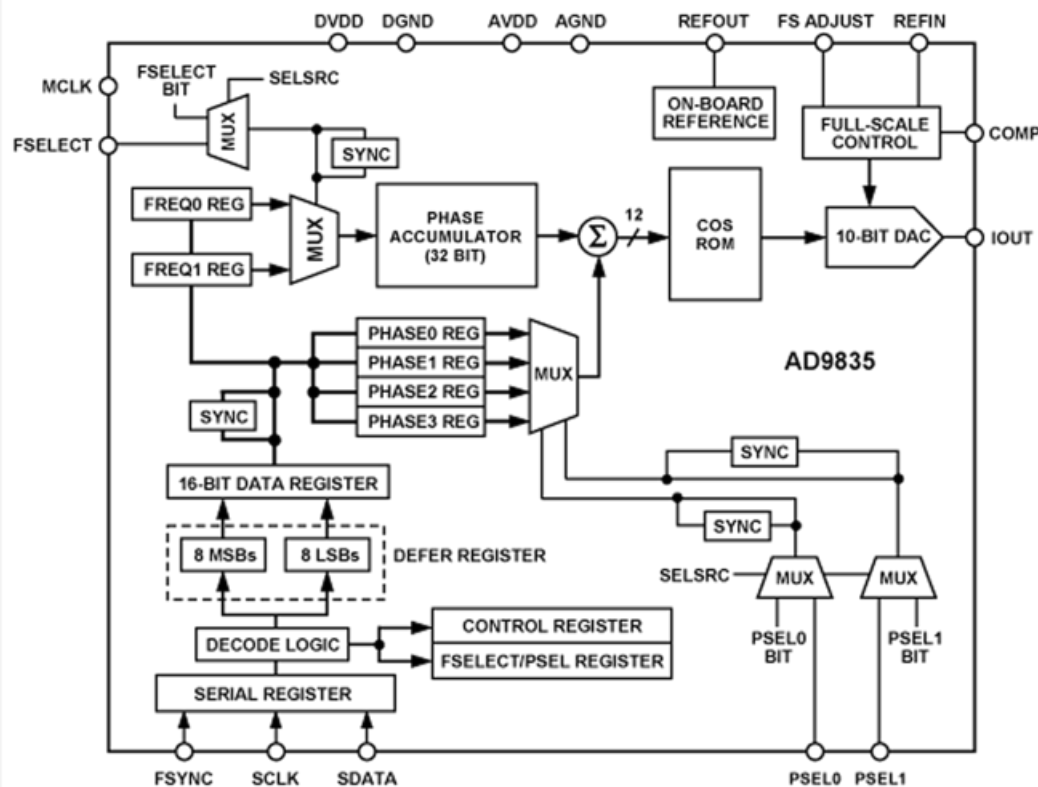 DVDD DGND AVDD AGND REFOUT FS ADJUST REFIN
MCLK
FSELECT
BIT
SELSRC
MUX
FSELECT
SYNC
ON-BOARD
REFERENCE
FULL-SCALE
CONTROL
COMP
FREQ0 REG
FREQ1 REG
MUX
PHASE
ACCUMULATOR
(32 BIT)
Σ
12
COS
ROM
10-BIT DAC
IOUT
PHASE0 REG
PHASE1 REG
PHASE2 REG
PHASE3 REG
MUX
AD9835
SYNC
16-BIT DATA REGISTER
8 MSBs
8 LSBs
DEFER REGISTER
SYNC
SYNC
SELSRC
MUX
MUX
PSEL0
BIT
PSEL1
BIT
DECODE LOGIC
CONTROL REGISTER
FSELECT/PSEL REGISTER
SERIAL REGISTER
FSYNC SCLK SDATA PSEL0 PSEL1